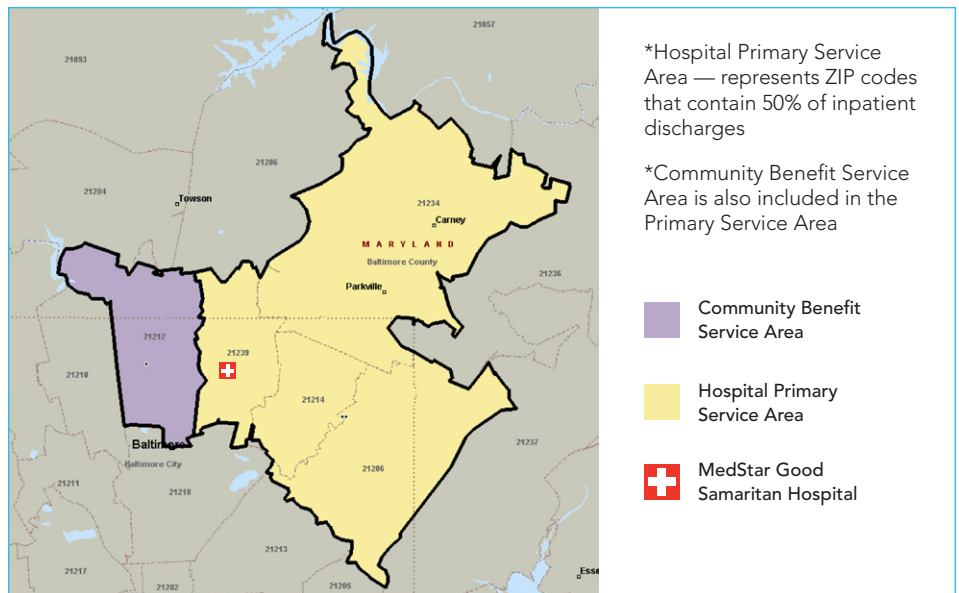 21057
21093
21286
21204
Towson
21234
Carney
MARYLAND
Baltimore County
21236
Parkville
21212
21239
21210
21214
21237
Baltimore
Baltimore City
21206
21211
21218
21213
21217
21202
21205
Esse
*Hospital Primary Service
Area — represents ZIP codes
that contain 50% of inpatient
discharges
*Community Benefit Service
Area is also included in the
Primary Service Area
Community Benefit
Service Area
Hospital Primary
Service Area
MedStar Good
Samaritan Hospital